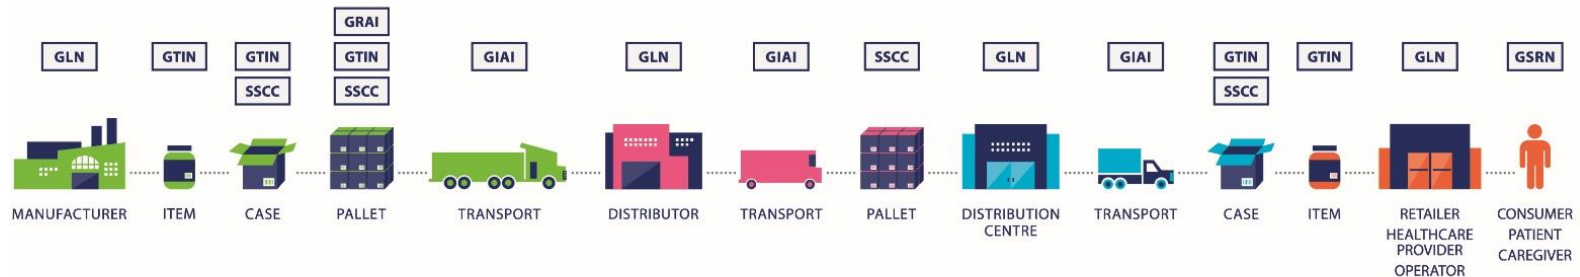 GRAI
GLN GTIN GTIN GTIN GIAI GLN GIAI SSCC GLN GIAI GTIN GTIN GLN GSRN
SSCC SSCC SSCC
MANUFACTURER ITEM CASE PALLET TRANSPORT DISTRIBUTOR TRANSPORT PALLET DISTRIBUTION TRANSPORT CASE ITEM RETAILER CONSUMER
CENTRE HEALTHCARE PATIENT
PROVIDER CAREGIVER
OPERATOR